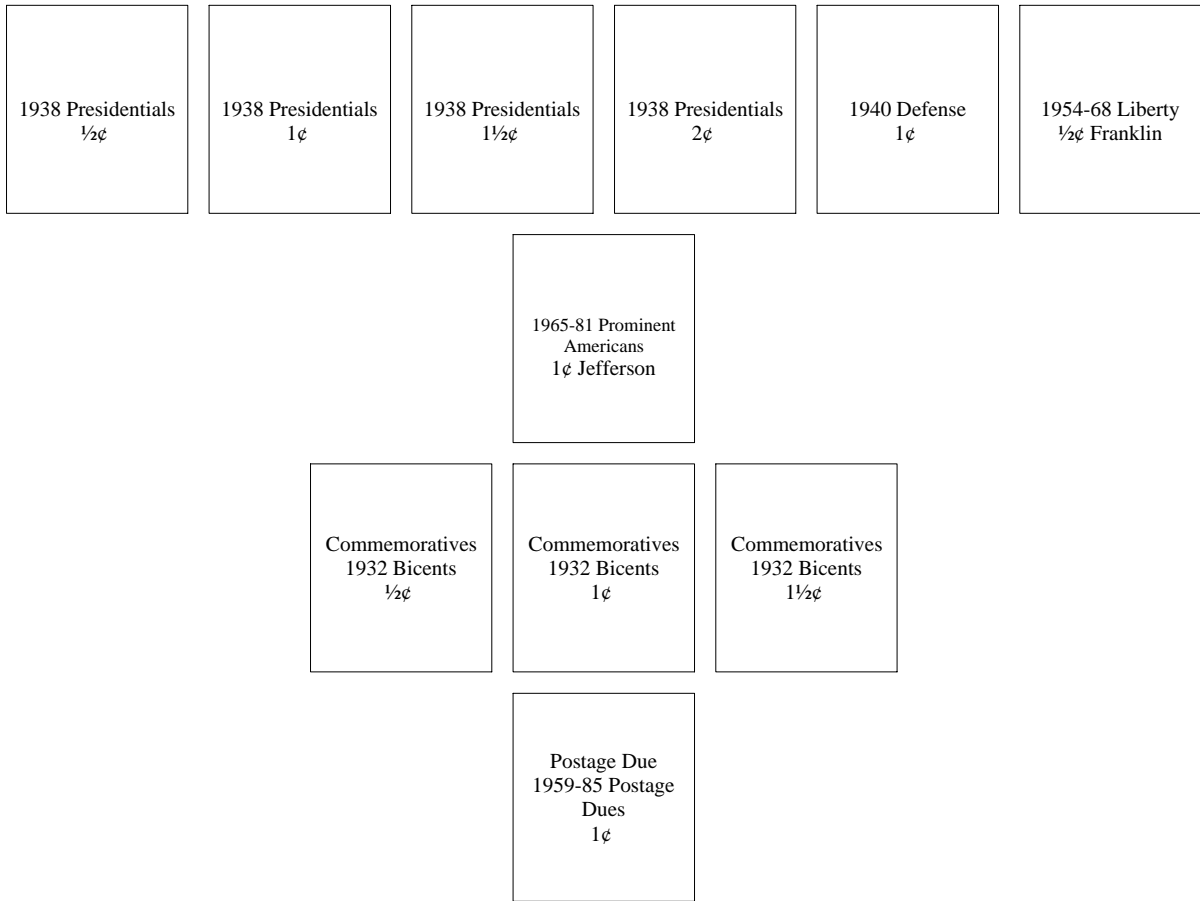 1938 Presidentials
½¢
1938 Presidentials
1¢
1938 Presidentials
1½¢
1938 Presidentials
2¢
1940 Defense
1¢
1954-68 Liberty
½¢ Franklin
1965-81 Prominent
Americans
1¢ Jefferson
Commemoratives
1932 Bicents
½¢
Commemoratives
1932 Bicents
1¢
Commemoratives
1932 Bicents
1½¢
Postage Due
1959-85 Postage
Dues
1¢